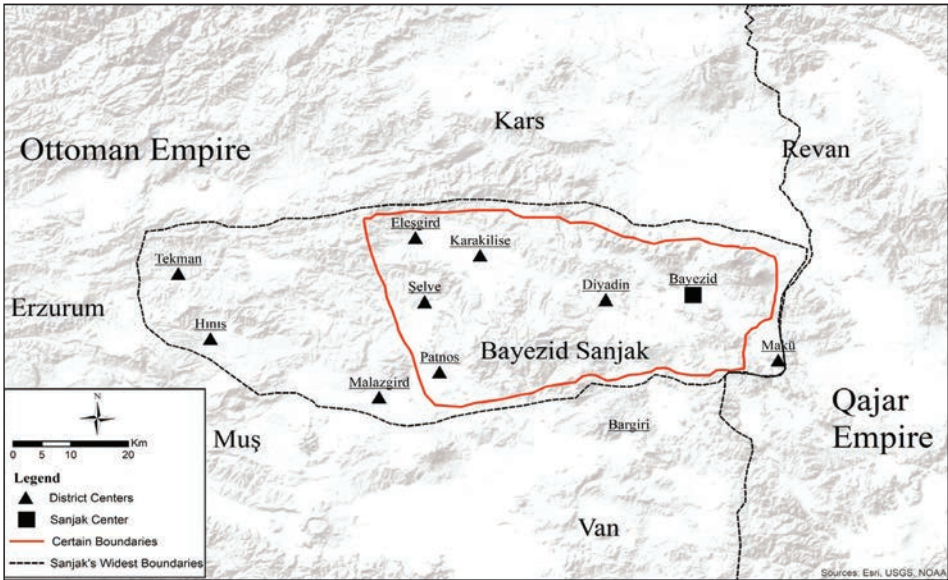 Kars
Ottoman Empire
Revan
Eleşgird
Karakilise
Tekman
Diyadin
Bayezid
Selve
Erzurum
Hınıs
Bayezid Sanjak
Makü
Patnos
Malazgird
Qajar
Empire
Bargiri
Muş
Van
N
0 5 10 20 Km
Legend
District Centers
Sanjak Center
Certain Boundaries
Sanjak's Widest Boundaries
Sources: Esri, USGS, NOAA